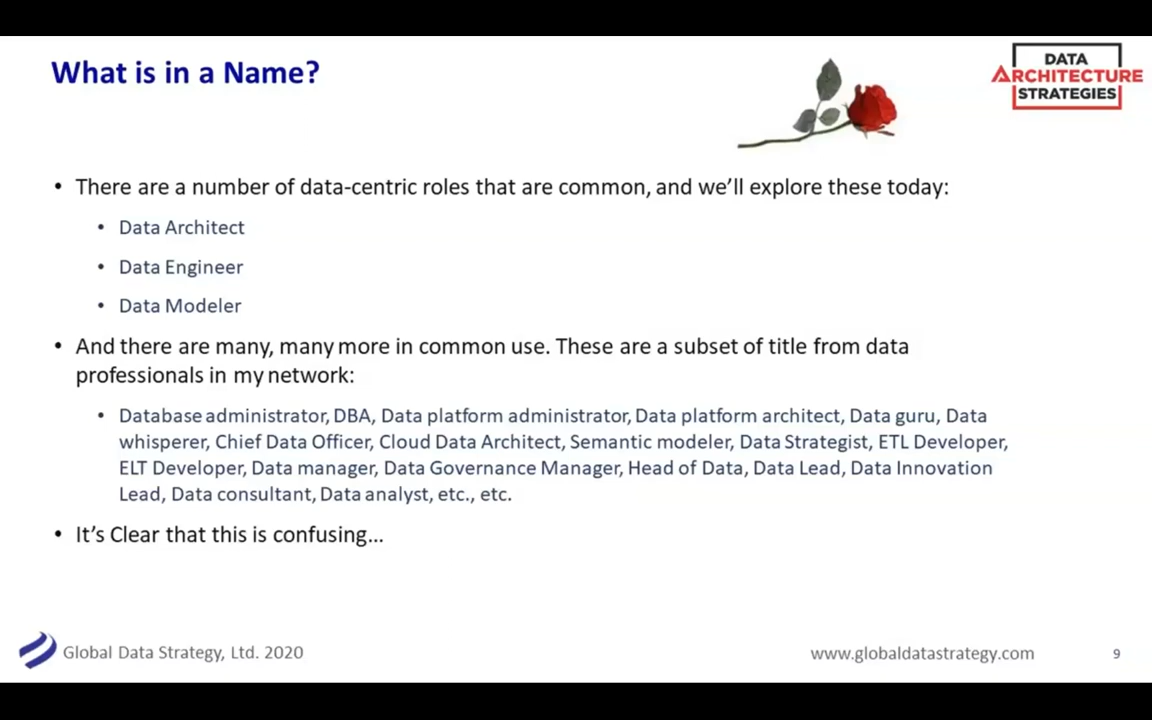 What is in a Name?
DATA
ARCHITECTURE
STRATEGIES
• There are a number of data-centric roles that are common, and we’ll explore these today:
• Data Architect
• Data Engineer
• Data Modeler
• And there are many, many more in common use. These are a subset of title from data
professionals in my network:
• Database administrator, DBA, Data platform administrator, Data platform architect, Data guru, Data
whisperer, Chief Data Officer, Cloud Data Architect, Semantic modeler, Data Strategist, ETL Developer,
ELT Developer, Data manager, Data Governance Manager, Head of Data, Data Lead, Data Innovation
Lead, Data consultant, Data analyst, etc., etc.
• It’s Clear that this is confusing…
Global Data Strategy, Ltd. 2020
www.globaldatastrategy.com
9